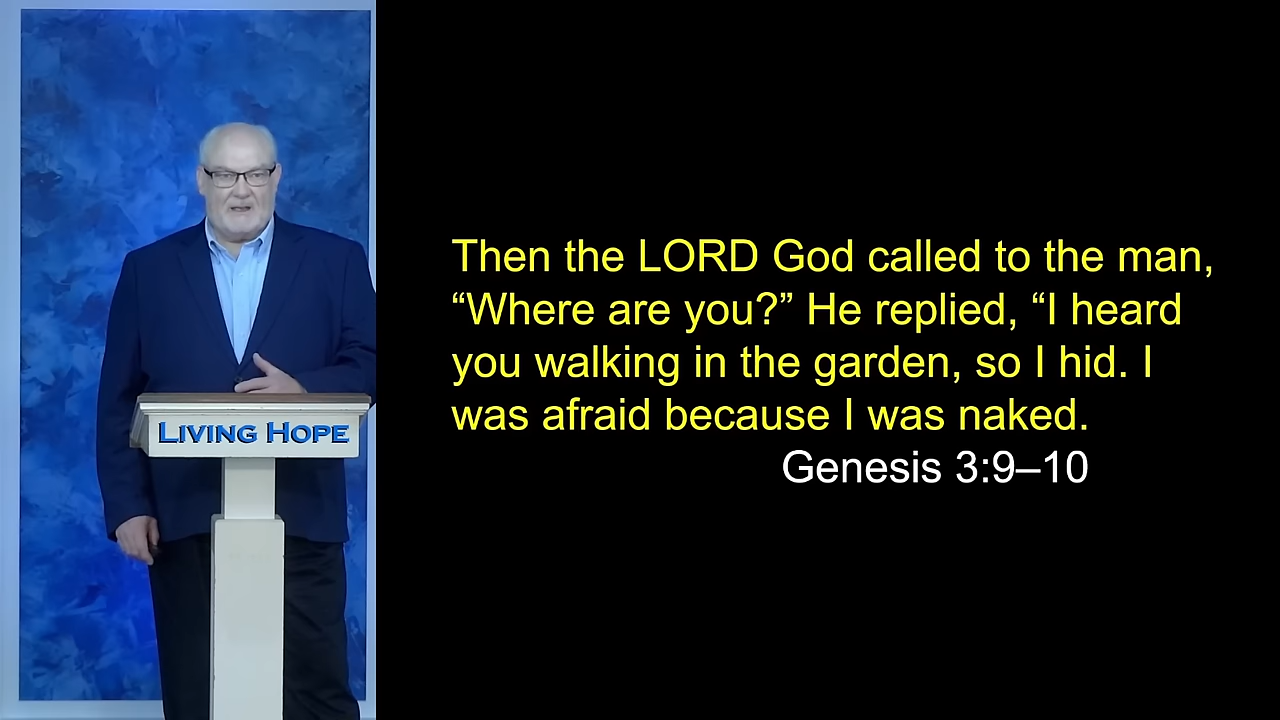 LIVING HOPE
Then the LORD God called to the man,
“Where are you?” He replied, “I heard
you walking in the garden, so I hid. I
was afraid because I was naked.
Genesis 3:9–10